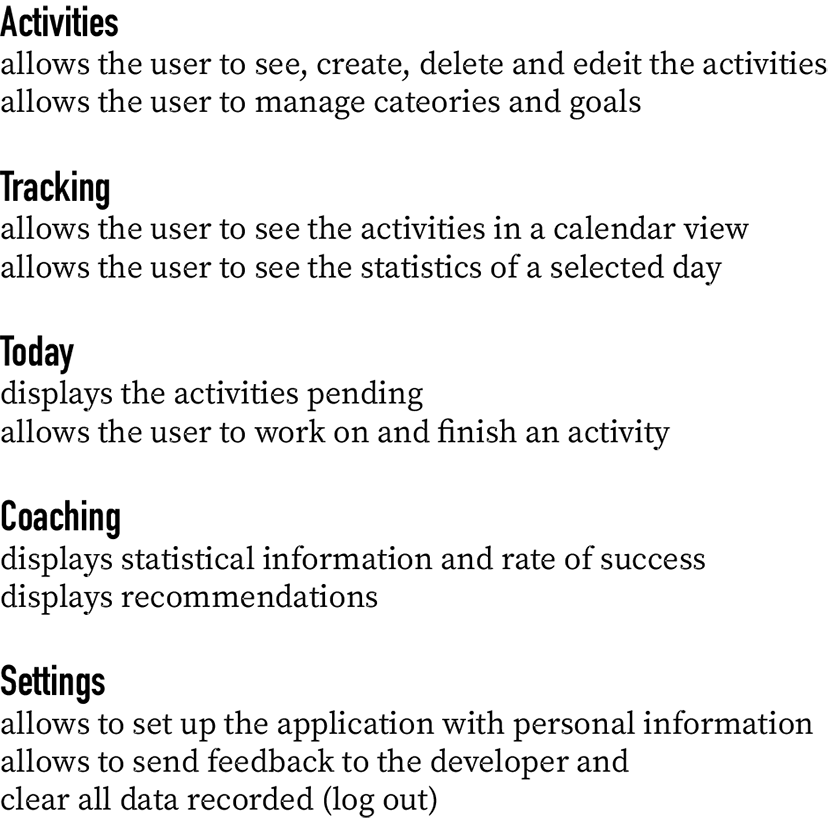 Activities
allows the user to see, create, delete and edeit the activities
allows the user to manage cateories and goals
Tracking
allows the user to see the activities in a calendar view
allows the user to see the statistics of a selected day
Today
displays the activities pending
allows the user to work on and finish an activity
Coaching
displays statistical information and rate of success
displays recommendations
Settings
allows to set up the application with personal information
allows to send feedback to the developer and
clear all data recorded (log out)